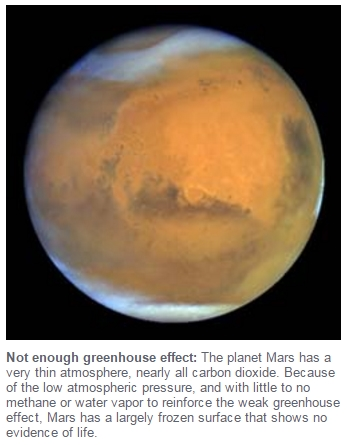 Not enough greenhouse effect: The planet Mars has a
very thin atmosphere, nearly all carbon dioxide. Because
of the low atmospheric pressure, and with little to no
methane or water vapor to reinforce the weak greenhouse
effect, Mars has a largely frozen surface that shows no
evidence of life.